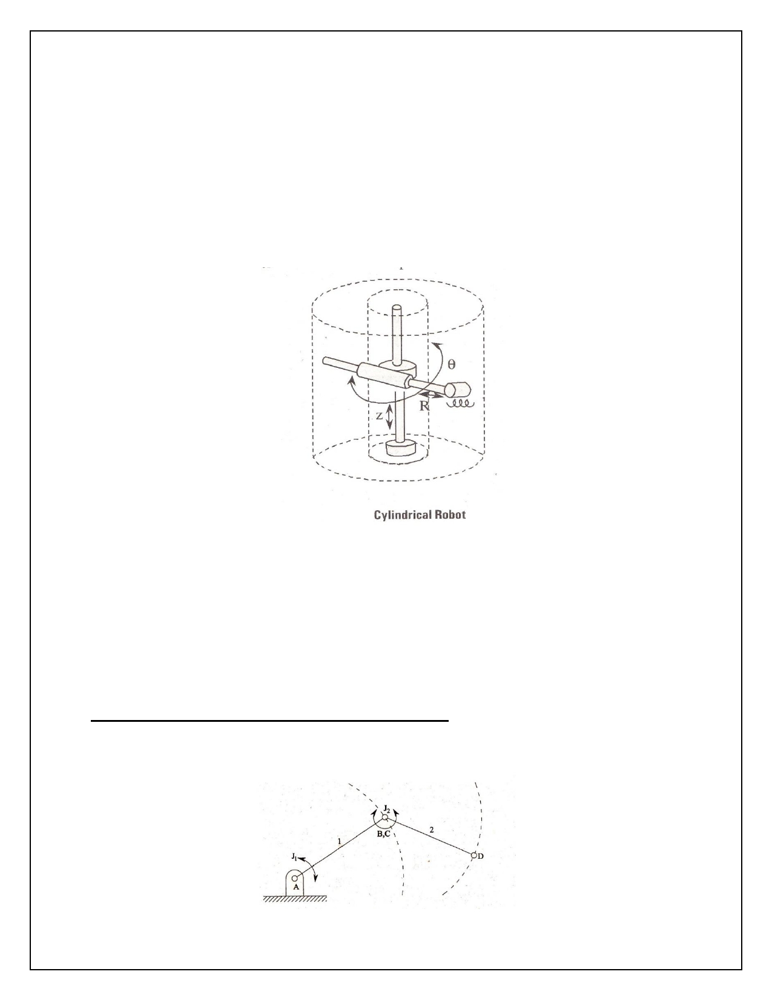 θ
R
z
Cylindrical Robot
J₂
B,C
2
1
J₁
D
A